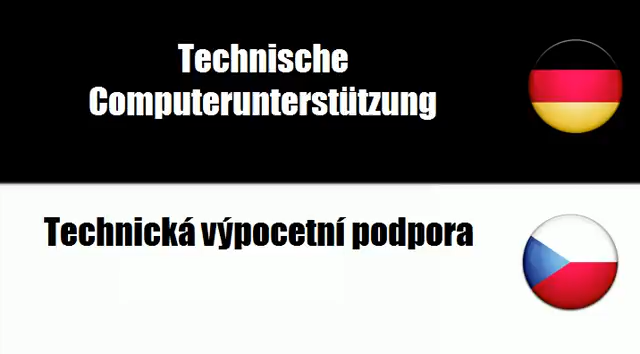 Technische
Computerunterstützung
Technická výpocetní podpora